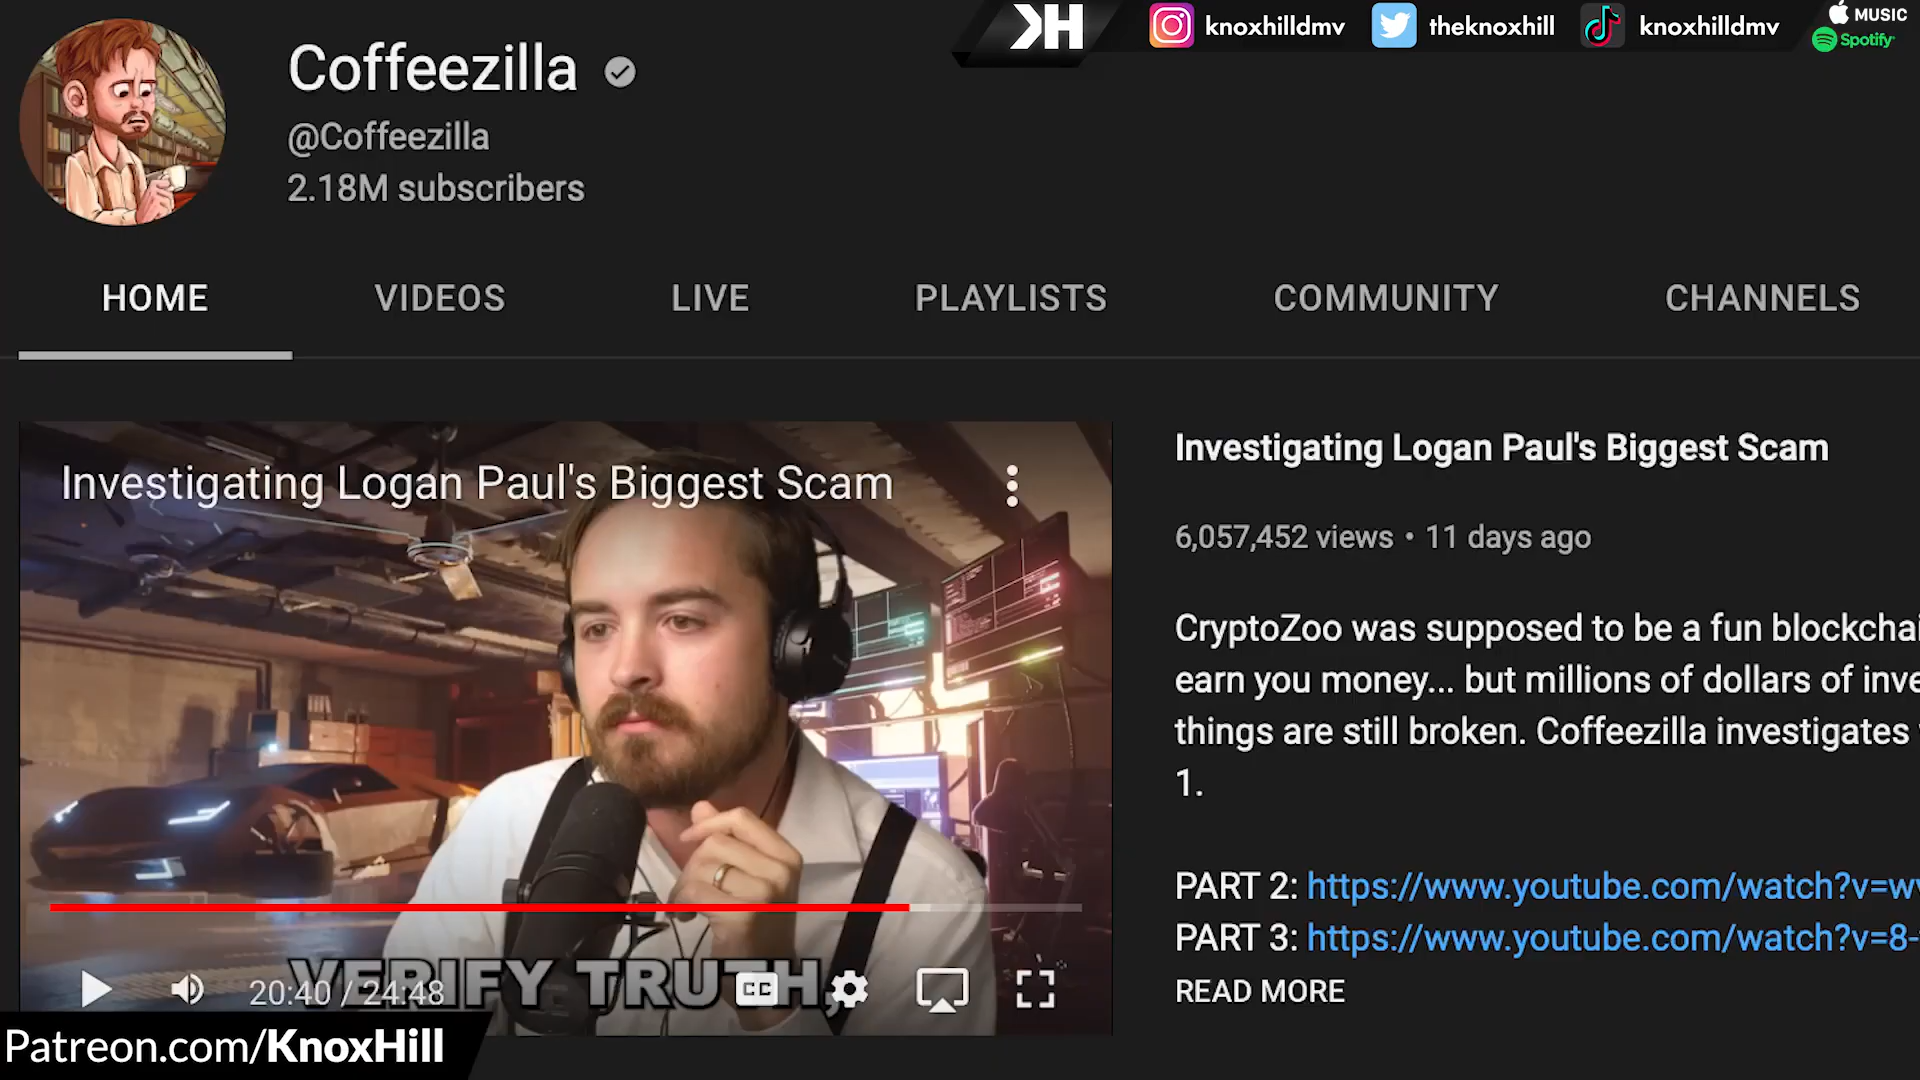 KH
knoxhilldmv
theknoxhill
knoxhilldmv
MUSIC
Spotify
Coffeezilla
@Coffeezilla
2.18M subscribers
HOME
VIDEOS
LIVE
PLAYLISTS
COMMUNITY
CHANNELS
Investigating Logan Paul's Biggest Scam
VERIFY TRUTH,
20:40 / 24:48
CC
Investigating Logan Paul's Biggest Scam
6,057,452 views • 11 days ago
CryptoZoo was supposed to be a fun blockchai
earn you money... but millions of dollars of inve
things are still broken. Coffeezilla investigates
1.
PART 2: https://www.youtube.com/watch?v=w
PART 3: https://www.youtube.com/watch?v=8-
READ MORE
Patreon.com/KnoxHill